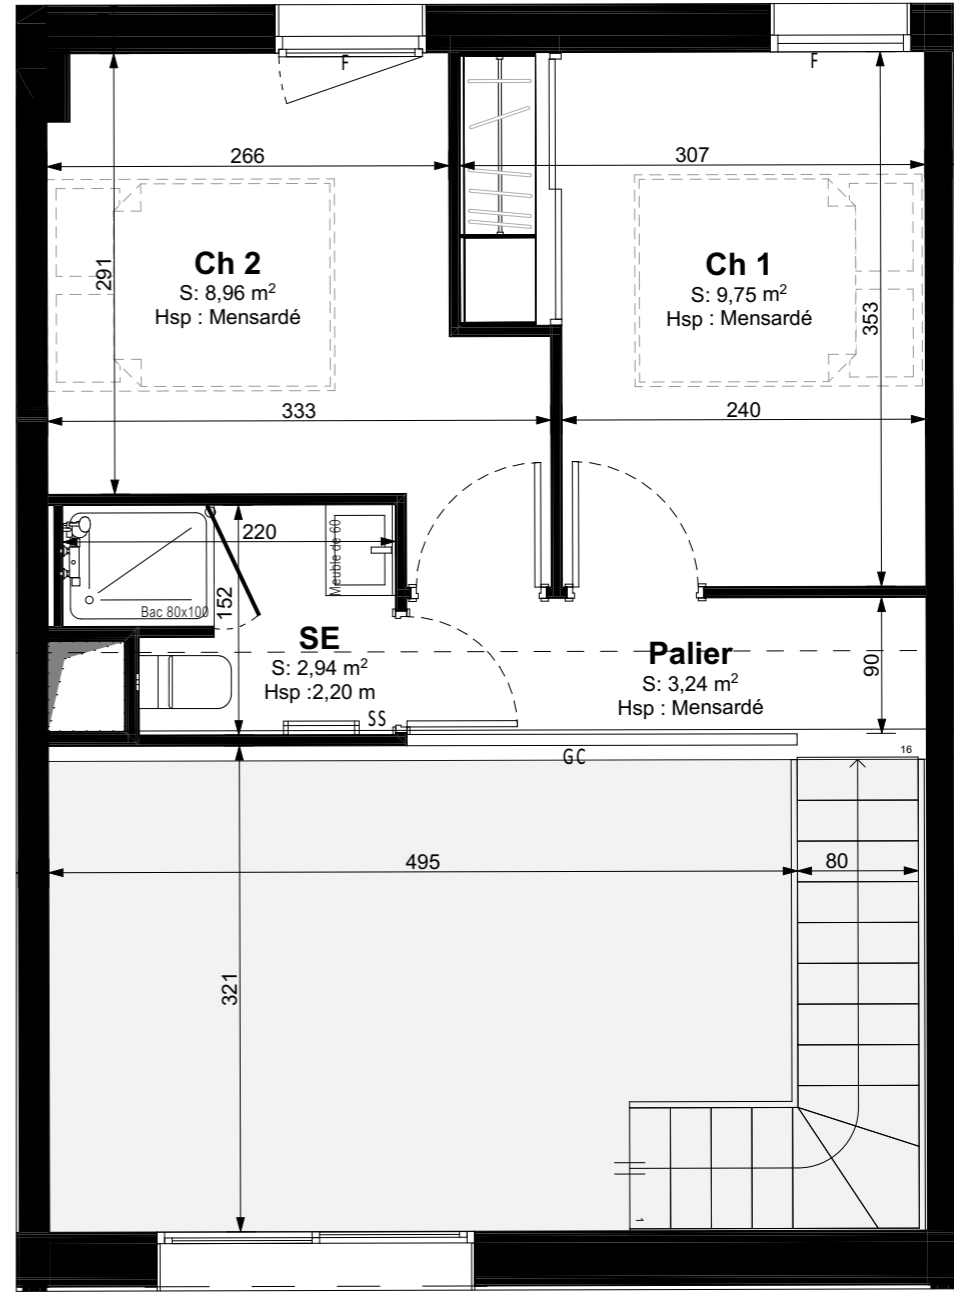 F
F
266
307
Ch 2
S: 8,96 m²
Hsp : Mensardé
Ch 1
S: 9,75 m²
Hsp : Mensardé
291
353
333
240
220
Meuble de 60
152
Bac 80x100
SE
S: 2,94 m²
Hsp :2,20 m
SS
Palier
S: 3,24 m²
Hsp : Mensardé
90
GC
16
495
80
321
1